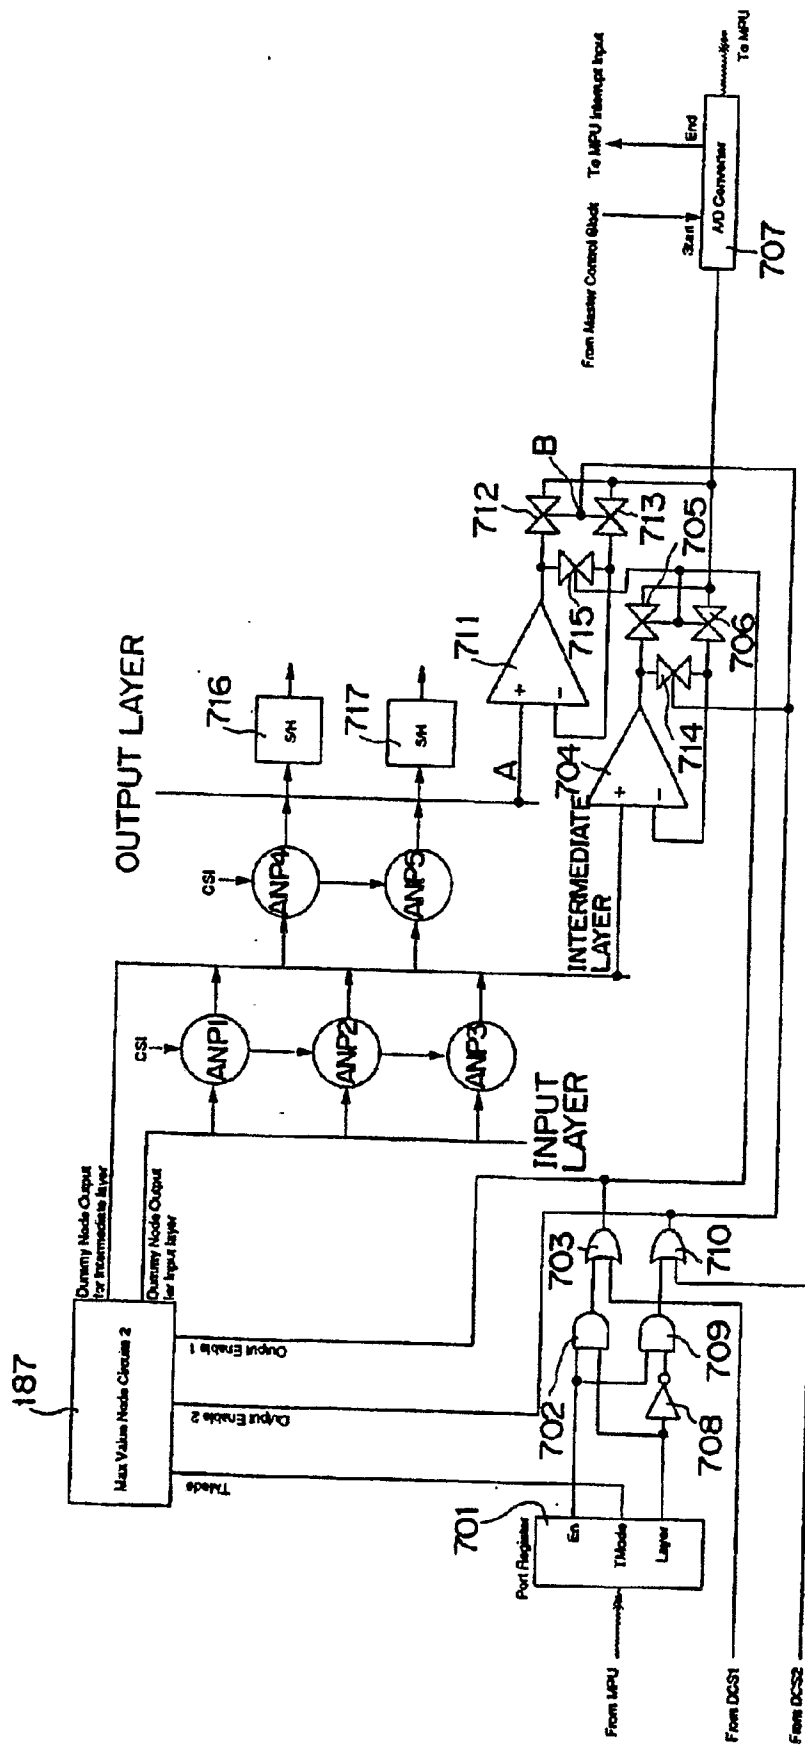 187
Max Value Node Circuits 2
Dummy Node Output
for Intermediate layer
Dummy Node Output
for Input layer
TMode
Output Enable 2
Output Enable 1
701
Port Register
En
TMode
Layer
From MPU
From DCS1
From DCS2
702
703
708
709
710
INPUT
LAYER
CSI
ANP1
ANP2
ANP3
INTERMEDIATE
LAYER
CSI
ANP4
ANP5
OUTPUT LAYER
716
S/H
717
S/H
A
711
+
-
704
+
-
712
B
713
715
705
706
714
From Master Control Block
Start
To MPU Interrupt Input
End
A/D Converter
707
To MPU